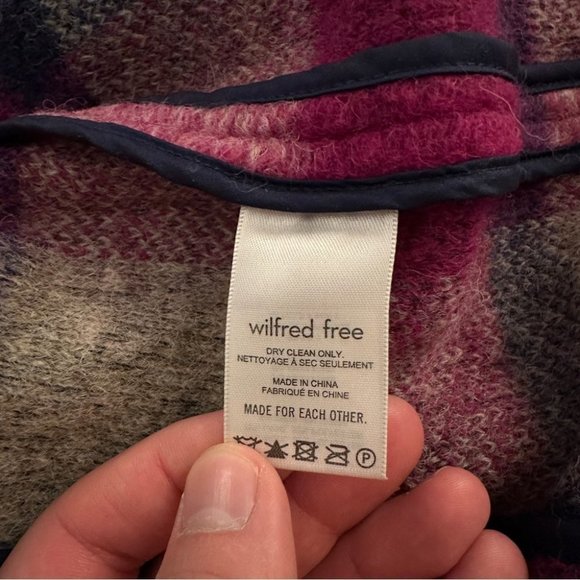 wilfred free
DRY CLEAN ONLY.
NETTOYAGE À SEC SEULEMENT
MADE IN CHINA
FABRIQUÉ EN CHINE
MADE FOR EACH OTHER.
P